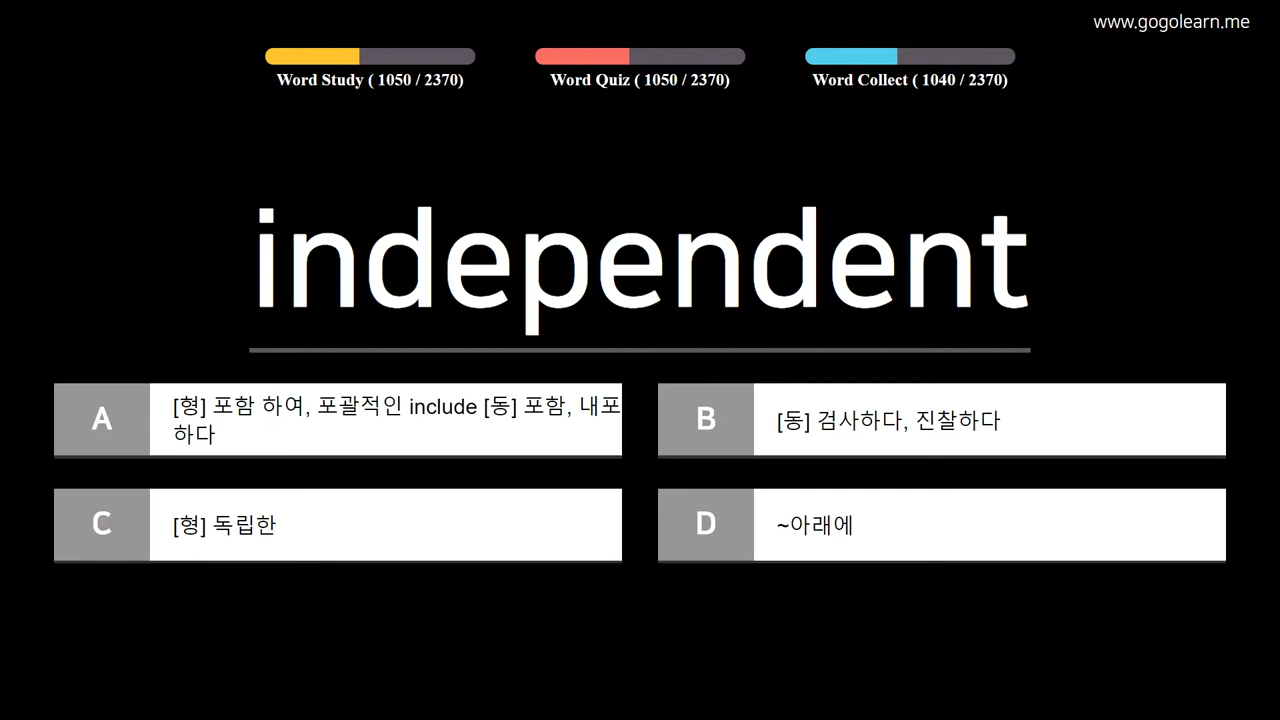 www.gogolearn.me
Word Study ( 1050 / 2370)
Word Quiz ( 1050 / 2370)
Word Collect ( 1040 / 2370)
independent
A
[형] 포함 하여, 포괄적인 include [동] 포함, 내포
하다
B
[동] 검사하다, 진찰하다
C
[형] 독립한
D
~아래에